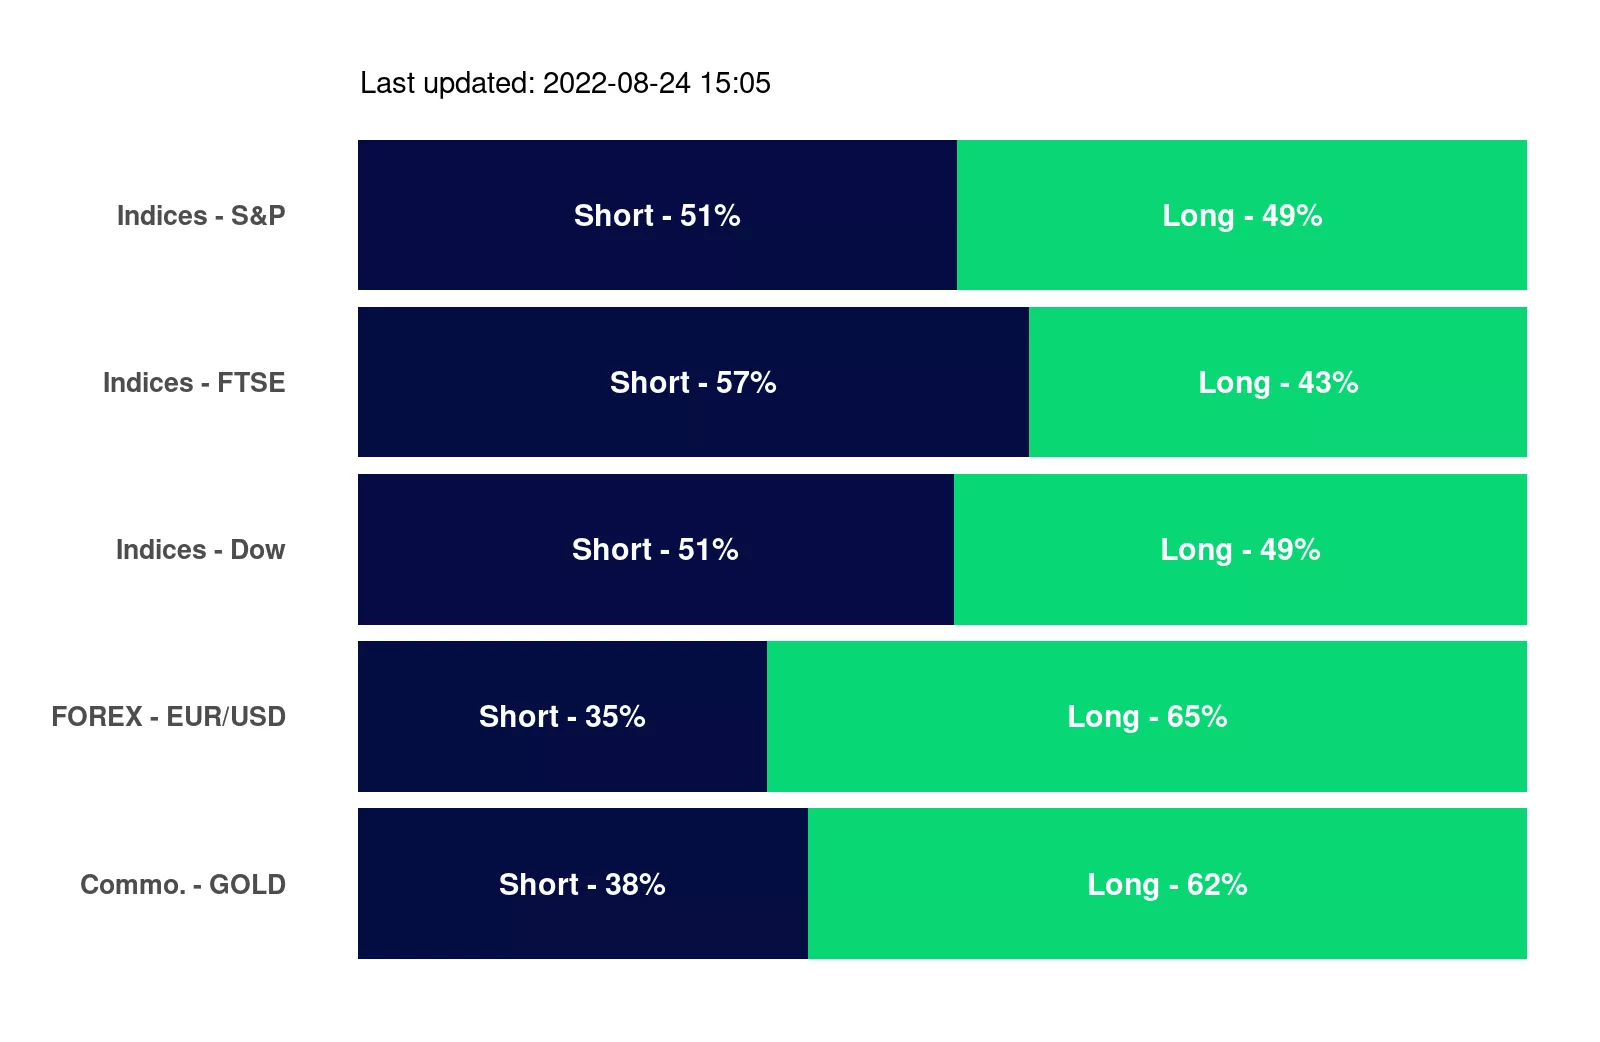 Last updated: 2022-08-24 15:05
Indices - S&P Short - 51% Long - 49%
Indices - FTSE Short - 57% Long - 43%
Indices - Dow Short - 51% Long - 49%
FOREX - EUR/USD Short - 35% Long - 65%
Commo. - GOLD Short - 38% Long - 62%